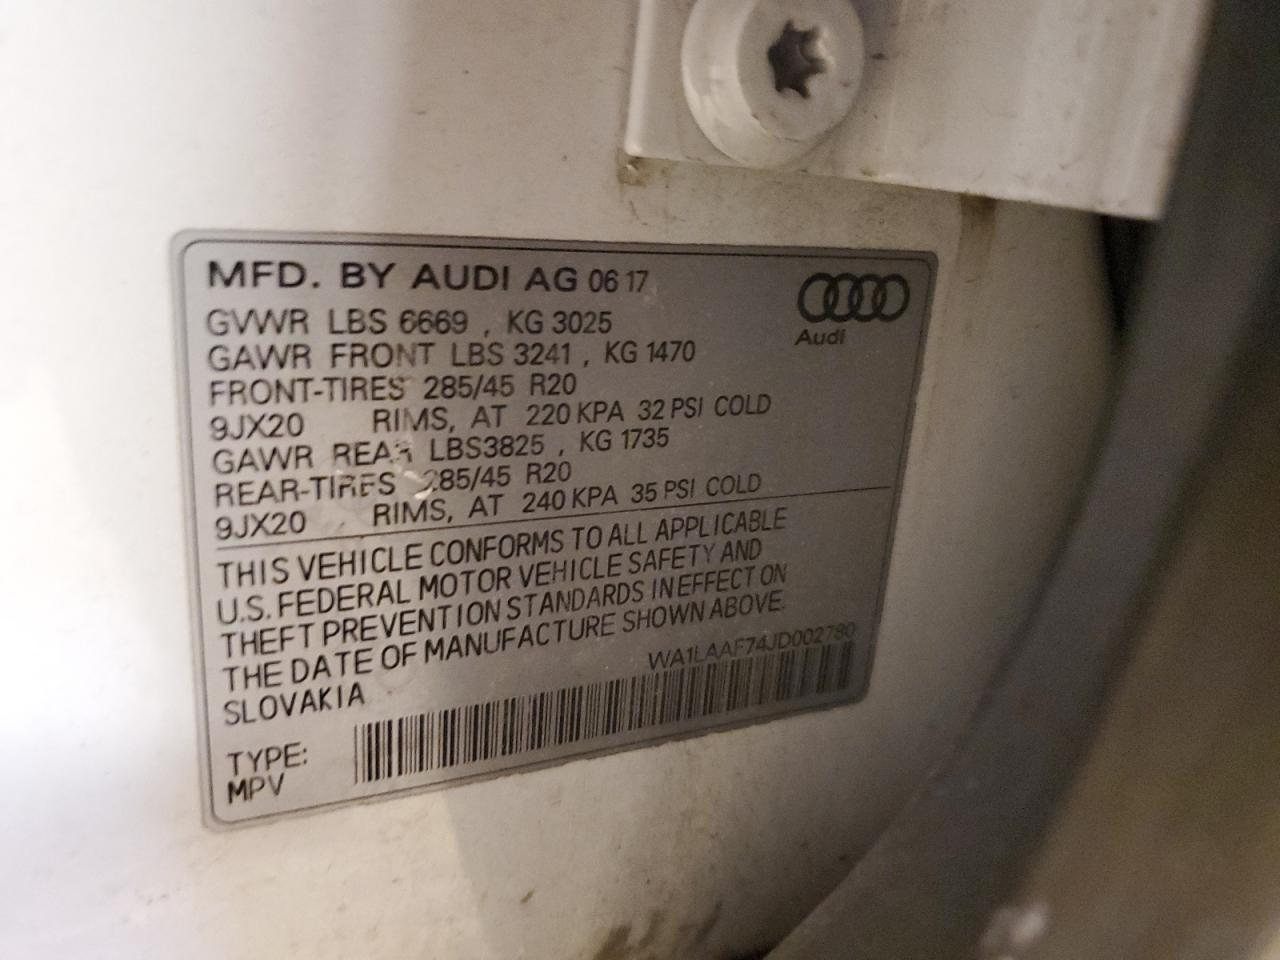 MFD. BY AUDI AG 06 17
GVWR LBS 6669 , KG 3025
GAWR FRONT LBS 3241 , KG 1470
Audi
FRONT-TIRES 285/45 R20
9JX20 RIMS, AT 220 KPA 32 PSI COLD
GAWR REAR LBS3825 , KG 1735
REAR-TIRES 285/45 R20
9JX20 RIMS, AT 240 KPA 35 PSI COLD
THIS VEHICLE CONFORMS TO ALL APPLICABLE
U.S. FEDERAL MOTOR VEHICLE SAFETY AND
THEFT PREVENTION STANDARDS IN EFFECT ON
THE DATE OF MANUFACTURE SHOWN ABOVE.
WA1LAAF74JD002780
SLOVAKIA
TYPE:
MPV